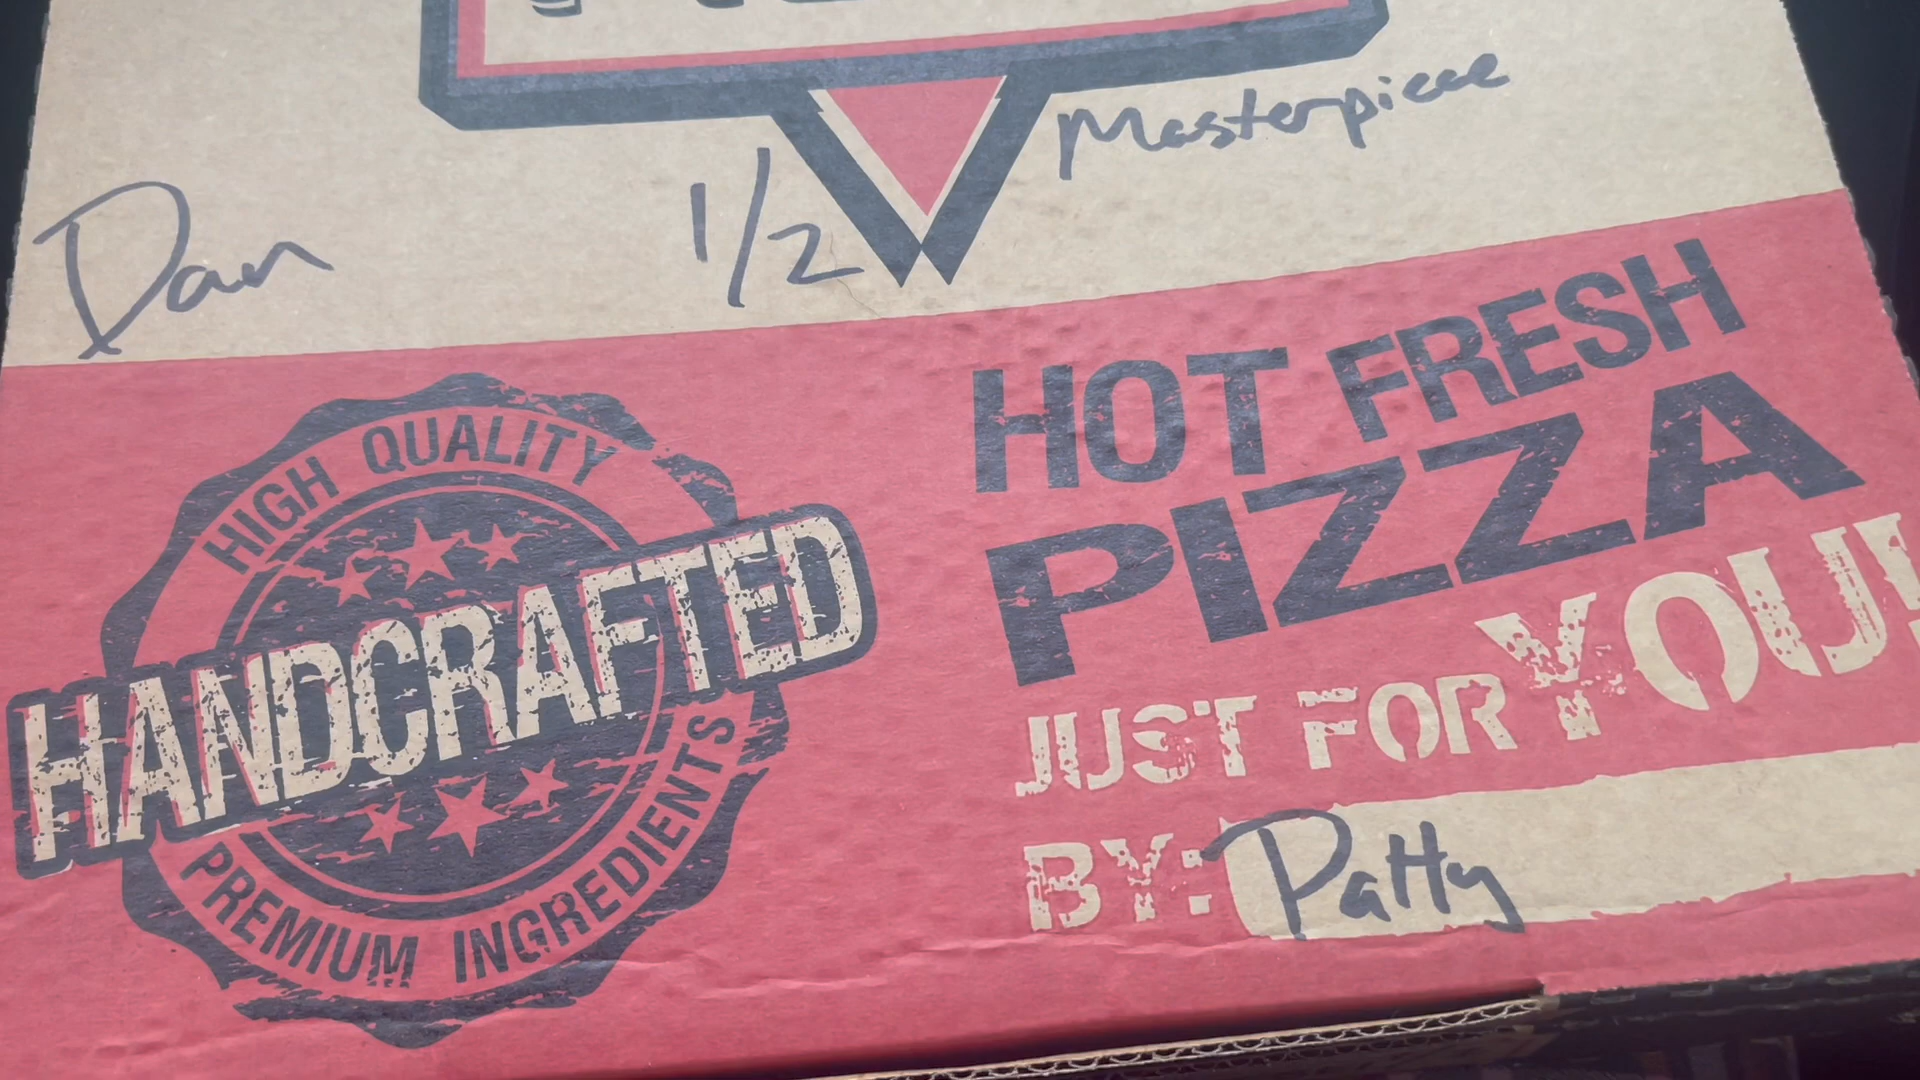 Masterpiece
Dan
1/2
HIGH QUALITY
HANDCRAFTED
PREMIUM INGREDIENTS
HOT FRESH
PIZZA
JUST FOR YOU!
BY: Patty